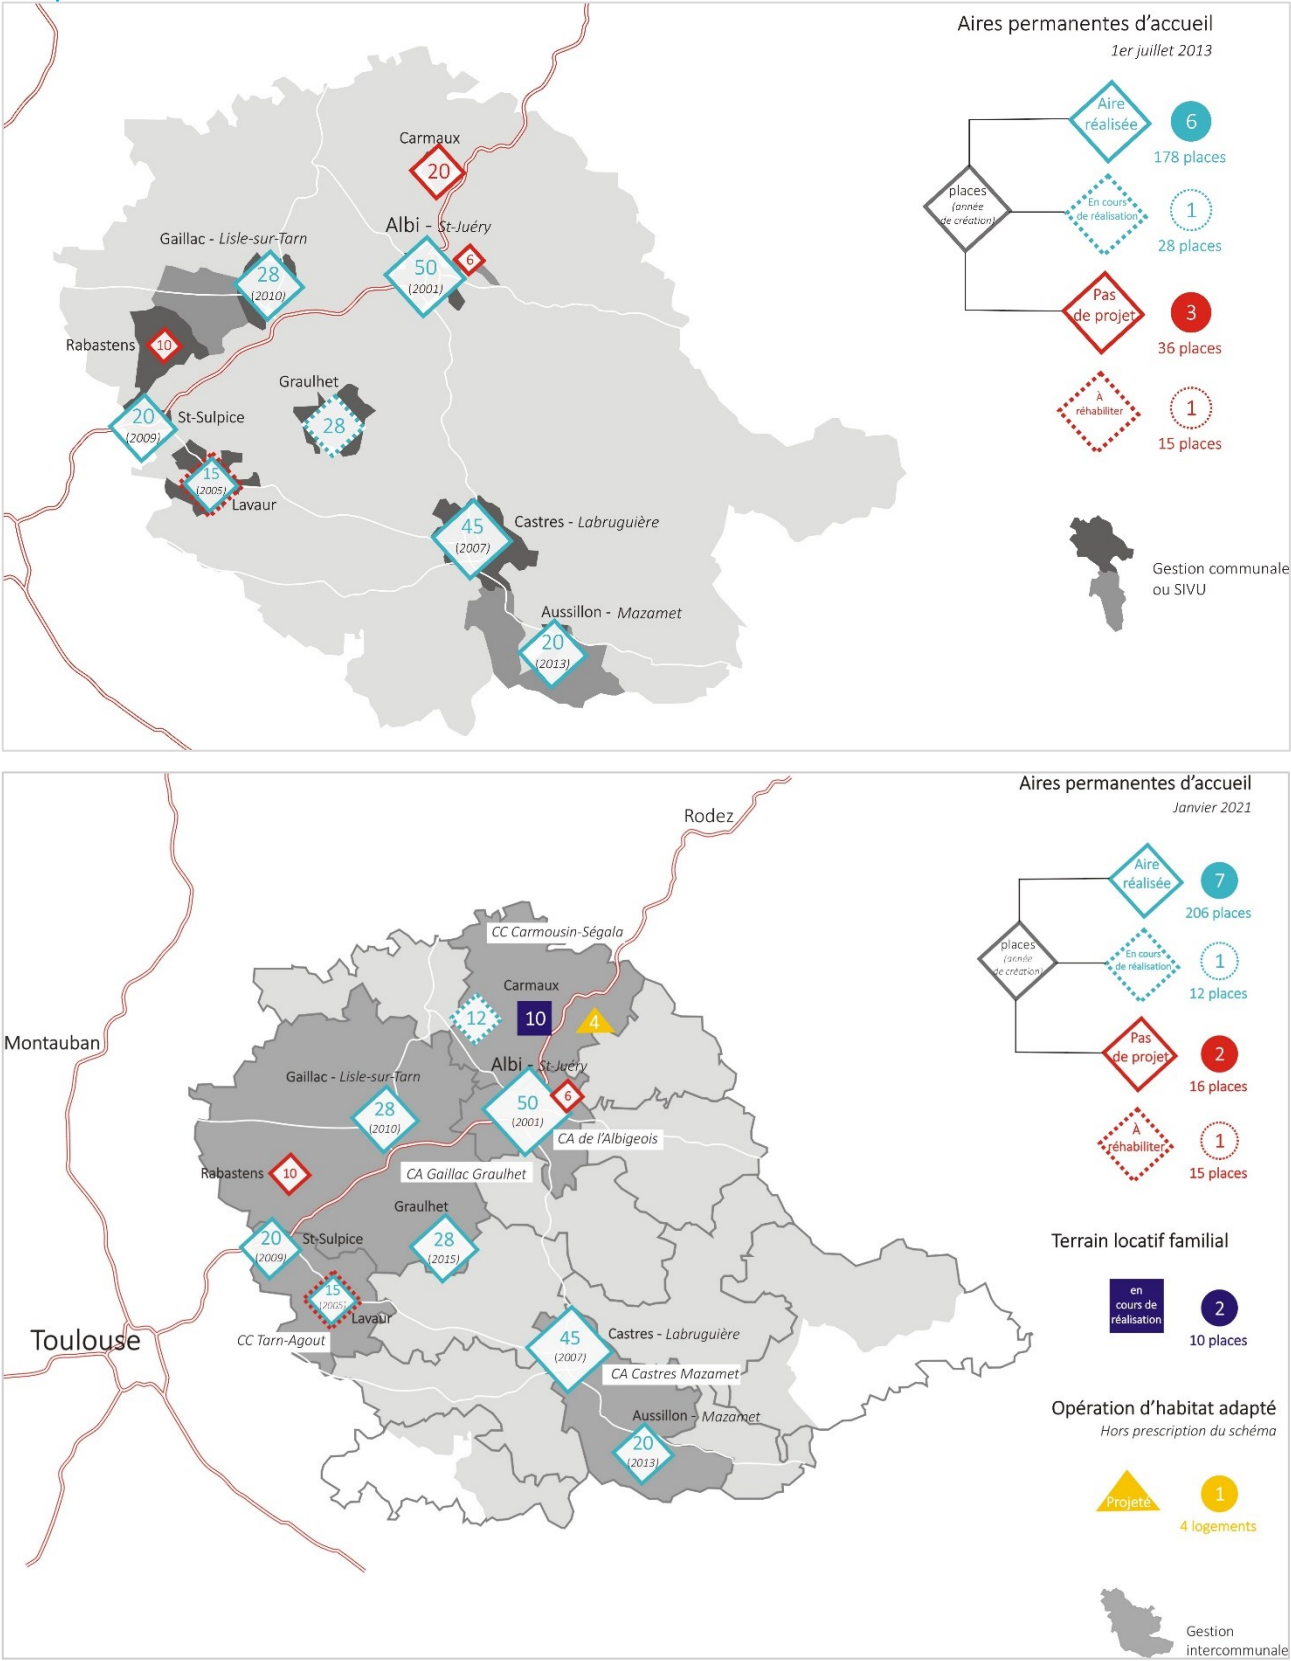 Aires permanentes d'accueil
1er juillet 2013
Carmaux
20
Albi - St-Juéry
50
(2001)
6
Gaillac - Lisle-sur-Tarn
28
(2010)
Rabastens
10
Graulhet
28
20
(2009)
St-Sulpice
15
(2005)
Lavaur
45
(2007)
Castres - Labruguière
Aussillon - Mazamet
20
(2013)
places
(année
de création)
Aire
réalisée
6
178 places
En cours
de réalisation
1
28 places
Pas
de projet
3
36 places
À
réhabiliter
1
15 places
Gestion communale
ou SIVU
Aires permanentes d'accueil
Janvier 2021
Rodez
Montauban
Toulouse
CC Carmousin-Ségala
Carmaux
12
10
4
Albi - St-Juéry
50
(2001)
6
CA de l'Albigeois
Gaillac - Lisle-sur-Tarn
28
(2010)
Rabastens
10
CA Gaillac Graulhet
Graulhet
28
(2015)
20
(2009)
St-Sulpice
15
(2005)
Lavaur
CC Tarn-Agout
45
(2007)
Castres - Labruguière
CA Castres Mazamet
Aussillon - Mazamet
20
(2013)
places
(année
de création)
Aire
réalisée
7
206 places
En cours
de réalisation
1
12 places
Pas
de projet
2
16 places
À
réhabiliter
1
15 places
Terrain locatif familial
en
cours de
réalisation
2
10 places
Opération d'habitat adapté
Hors prescription du schéma
Projeté
1
4 logements
Gestion
intercommunale